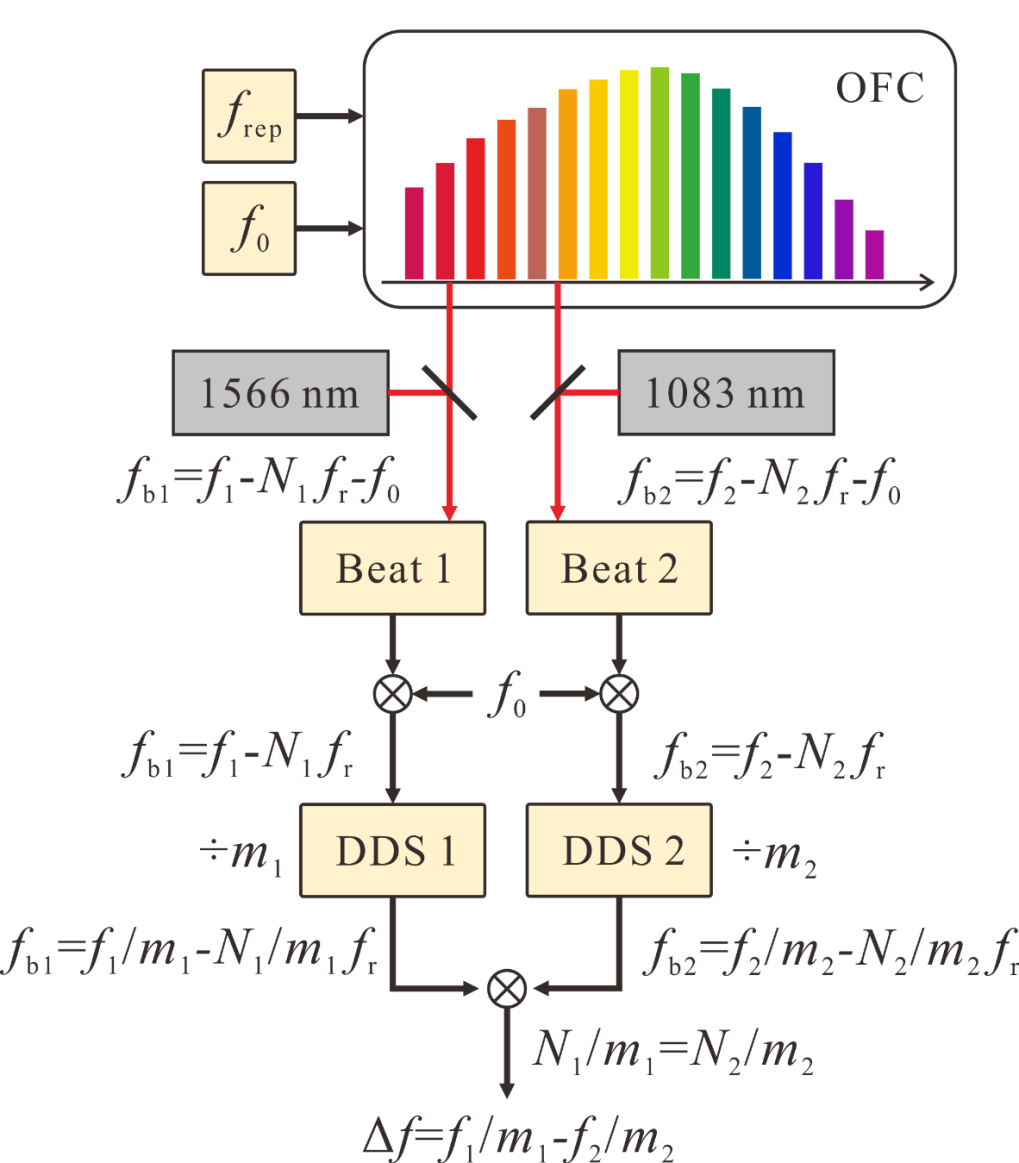 OFC
f_rep
f_0
1566 nm
1083 nm
f_b1=f_1-N_1f_r-f_0
f_b2=f_2-N_2f_r-f_0
Beat 1
Beat 2
f_0
f_b1=f_1-N_1f_r
f_b2=f_2-N_2f_r
÷m_1
DDS 1
DDS 2
÷m_2
f_b1=f_1/m_1-N_1/m_1f_r
f_b2=f_2/m_2-N_2/m_2f_r
N_1/m_1=N_2/m_2
Δf=f_1/m_1-f_2/m_2